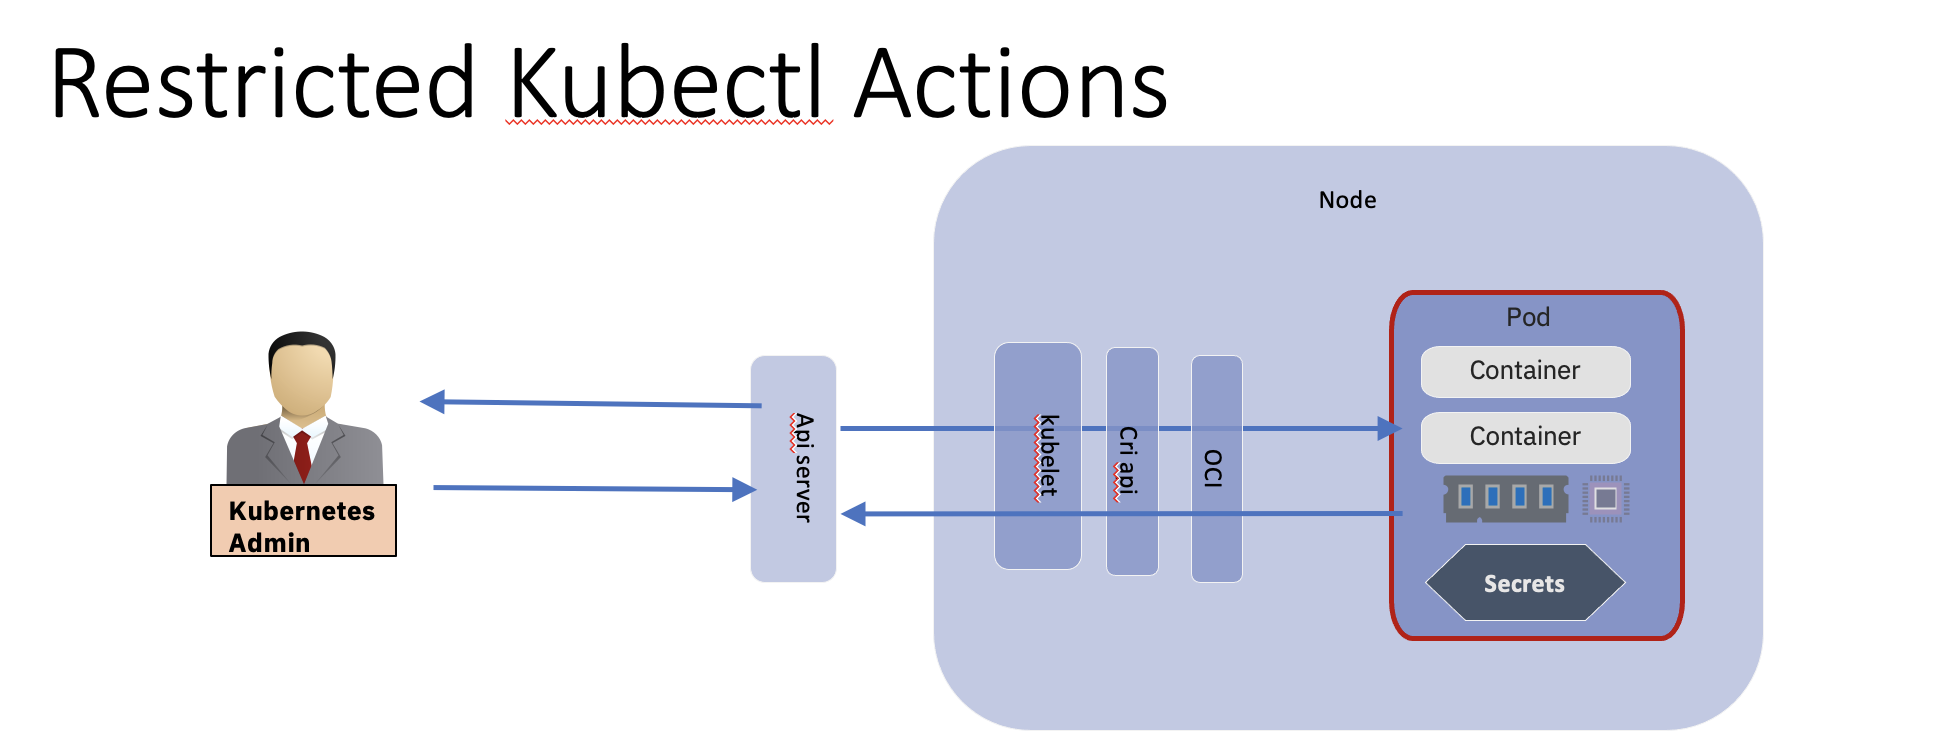 Restricted Kubectl Actions
Node
Kubernetes
Admin
Api server
kubelet
Cri api
OCI
Pod
Container
Container
Secrets